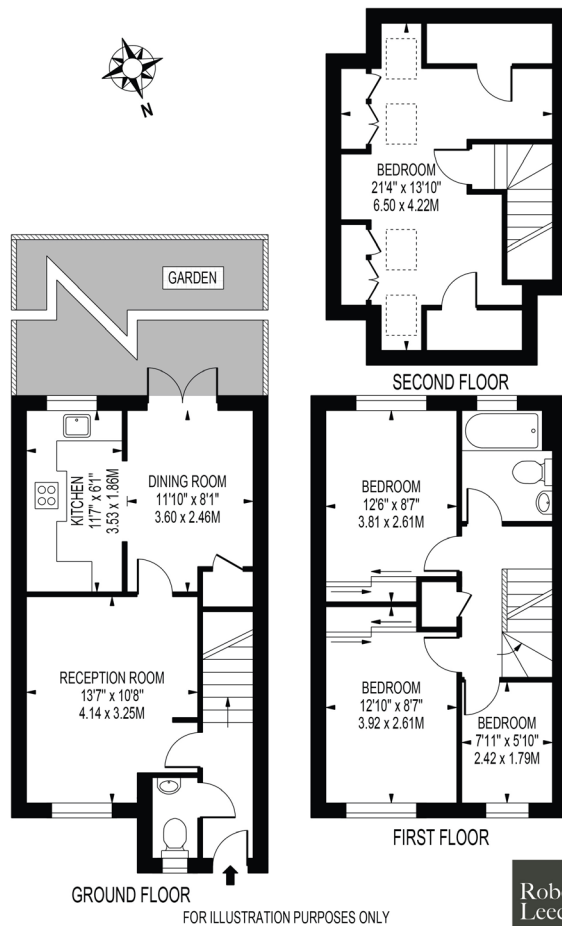 N
BEDROOM
21'4" x 13'10"
6.50 x 4.22M
SECOND FLOOR
GARDEN
KITCHEN
11'7" x 6'1"
3.53 x 1.86M
DINING ROOM
11'10" x 8'1"
3.60 x 2.46M
RECEPTION ROOM
13'7" x 10'8"
4.14 x 3.25M
GROUND FLOOR
BEDROOM
12'6" x 8'7"
3.81 x 2.61M
BEDROOM
12'10" x 8'7"
3.92 x 2.61M
BEDROOM
7'11" x 5'10"
2.42 x 1.79M
FIRST FLOOR
FOR ILLUSTRATION PURPOSES ONLY